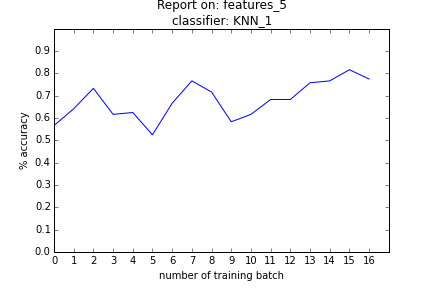 Report on: features_5
classifier: KNN_1
0.9
0.8
0.7
0.6
0.5
0.4
0.3
0.2
0.1
0.0
% accuracy
0 1 2 3 4 5 6 7 8 9 10 11 12 13 14 15 16
number of training batch